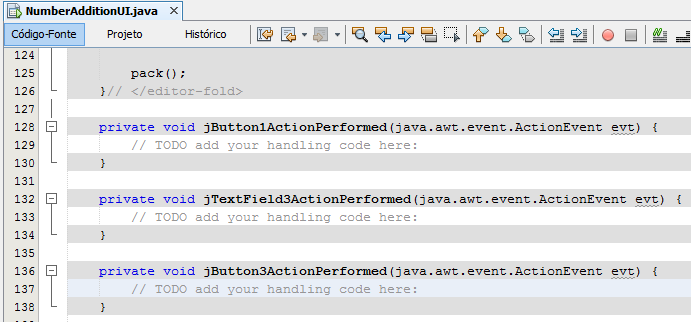 NumberAdditionUI.java
Código-Fonte Projeto Histórico
124
125 pack();
126 }// </editor-fold>
127
128 private void jButton1ActionPerformed(java.awt.event.ActionEvent evt) {
129 // TODO add your handling code here:
130 }
131
132 private void jTextField3ActionPerformed(java.awt.event.ActionEvent evt) {
133 // TODO add your handling code here:
134 }
135
136 private void jButton3ActionPerformed(java.awt.event.ActionEvent evt) {
137 // TODO add your handling code here:
138 }